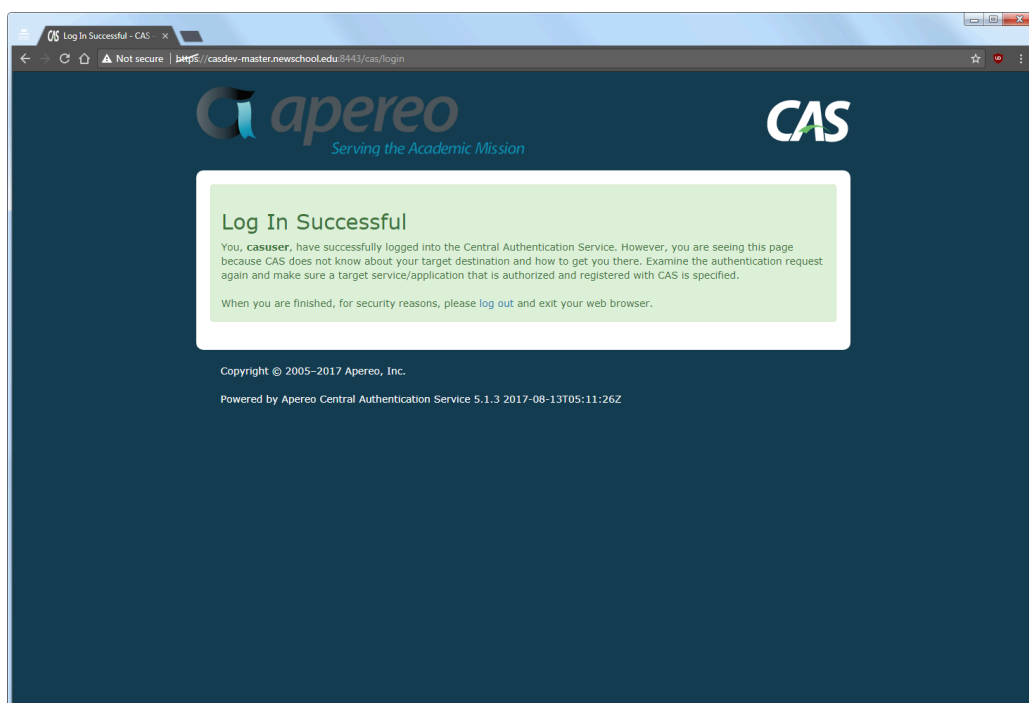 Log In Successful - CAS –
Not secure | https://casdev-master.newschool.edu:8443/cas/login
apereo
Serving the Academic Mission
CAS
Log In Successful
You, casuser, have successfully logged into the Central Authentication Service. However, you are seeing this page
because CAS does not know about your target destination and how to get you there. Examine the authentication request
again and make sure a target service/application that is authorized and registered with CAS is specified.
When you are finished, for security reasons, please log out and exit your web browser.
Copyright © 2005–2017 Apereo, Inc.
Powered by Apereo Central Authentication Service 5.1.3 2017-08-13T05:11:26Z